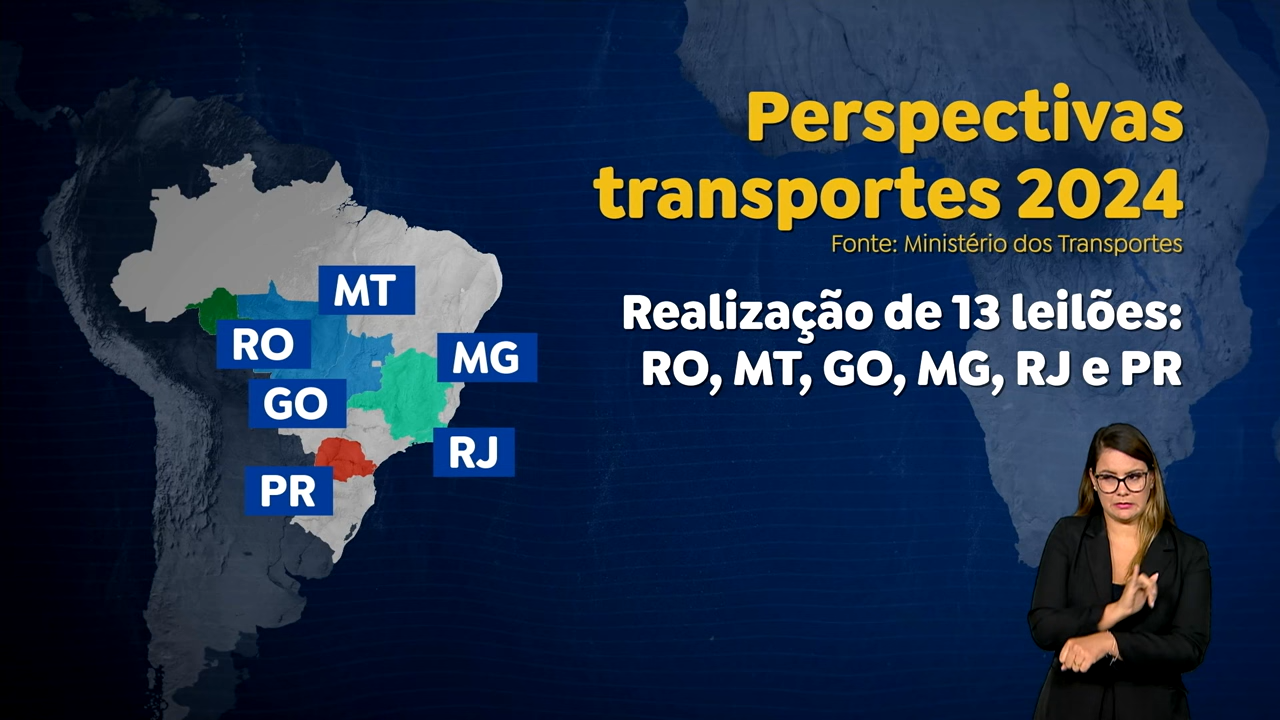 Perspectivas
transportes 2024
Fonte: Ministério dos Transportes
Realização de 13 leilões:
RO, MT, GO, MG, RJ e PR
MT
RO
MG
GO
RJ
PR